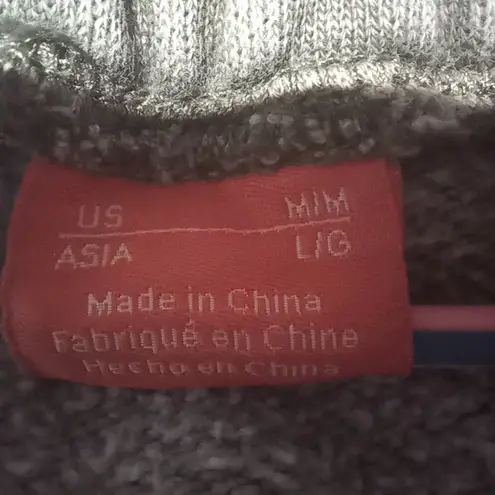 US M/M
ASIA L/G
Made in China
Fabriqué en Chine
Hecho en China